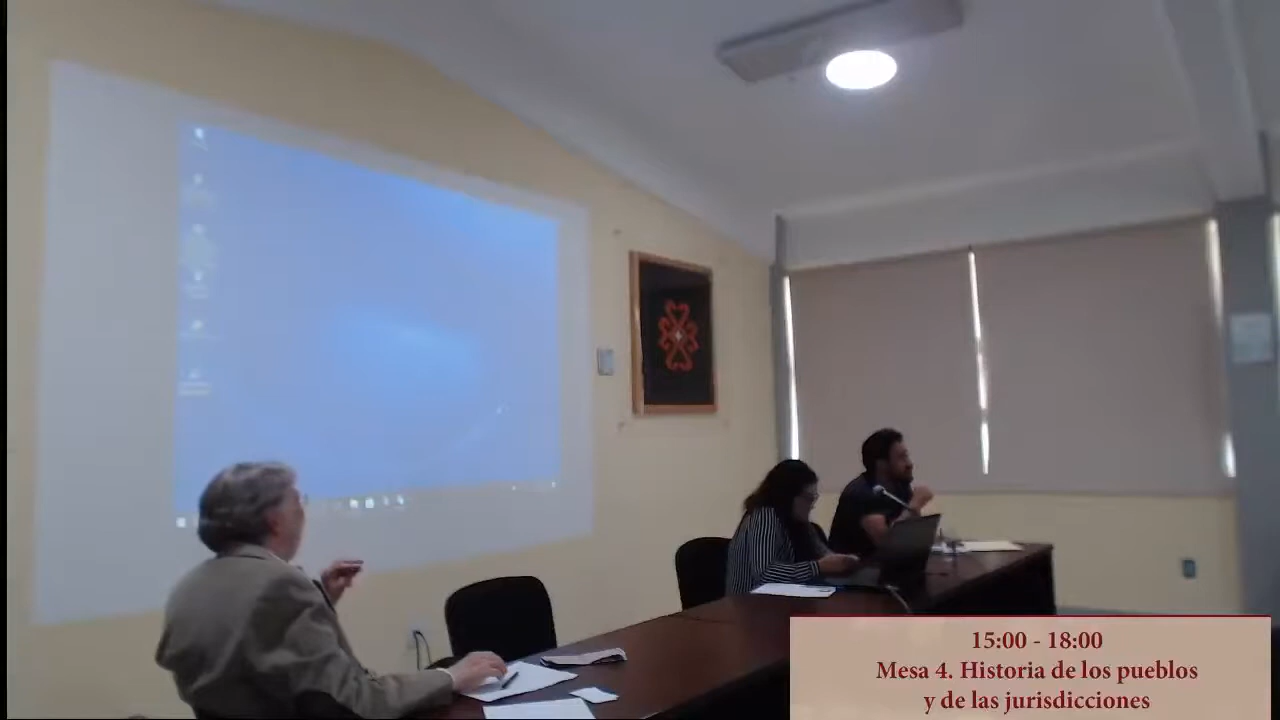 15:00 - 18:00
Mesa 4. Historia de los pueblos
y de las jurisdicciones